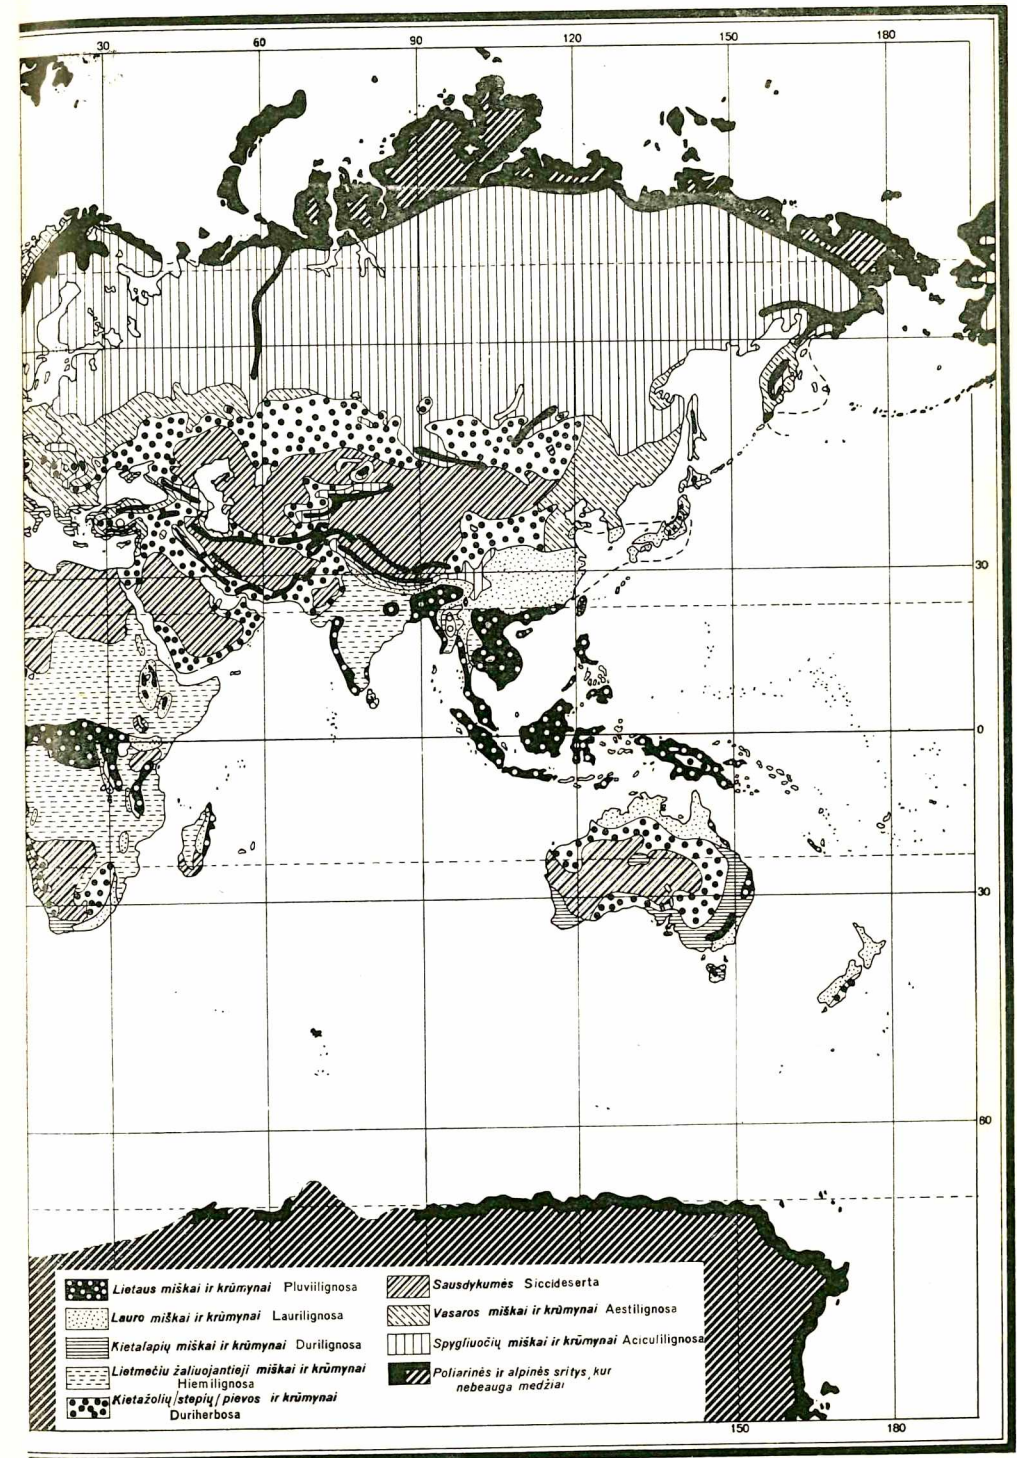 30 60 90 120 150 180
30
0
30
60
Lietaus miškai ir krūmynai Pluviilignosa
Lauro miškai ir krūmynai Laurilignosa
Kietalapių miškai ir krūmynai Durilignosa
Lietmečiu žaliuojantieji miškai ir krūmynai
Hiemilignosa
Kietažolių/stepių/pievos ir krūmynai
Duriherbosa
Sausdykumės Siccideserta
Vasaros miškai ir krūmynai Aestilignosa
Spygliuočių miškai ir krūmynai Aciculilignosa
Poliarinės ir alpinės sritys, kur
nebeauga medžiai
150 180